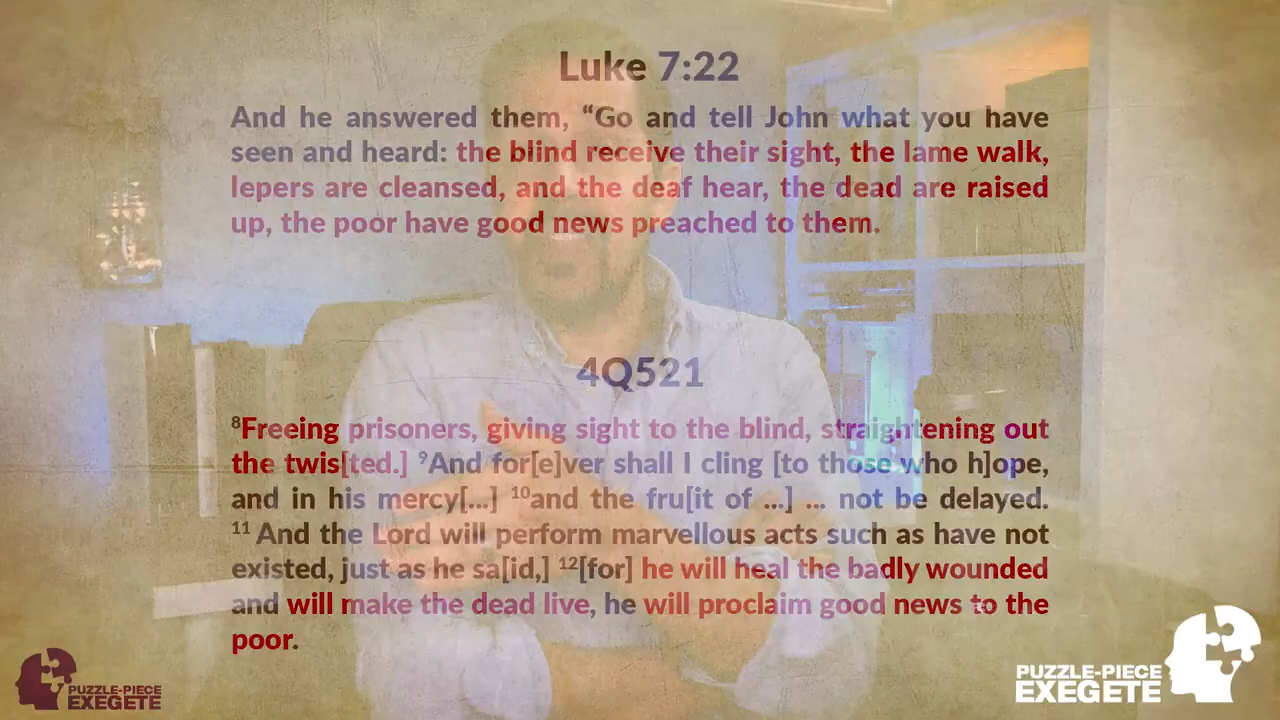 Luke 7:22
And he answered them, “Go and tell John what you have
seen and heard: the blind receive their sight, the lame walk,
lepers are cleansed, and the deaf hear, the dead are raised
up, the poor have good news preached to them.
4Q521
⁸Freeing prisoners, giving sight to the blind, straightening out
the twis[ted.] ⁹And for[e]ver shall I cling [to those who h]ope,
and in his mercy[...] ¹⁰and the fru[it of ...] ... not be delayed.
¹¹ And the Lord will perform marvellous acts such as have not
existed, just as he sa[id,] ¹²[for] he will heal the badly wounded
and will make the dead live, he will proclaim good news to the
poor.
PUZZLE-PIECE
EXEGETE
PUZZLE-PIECE
EXEGETE